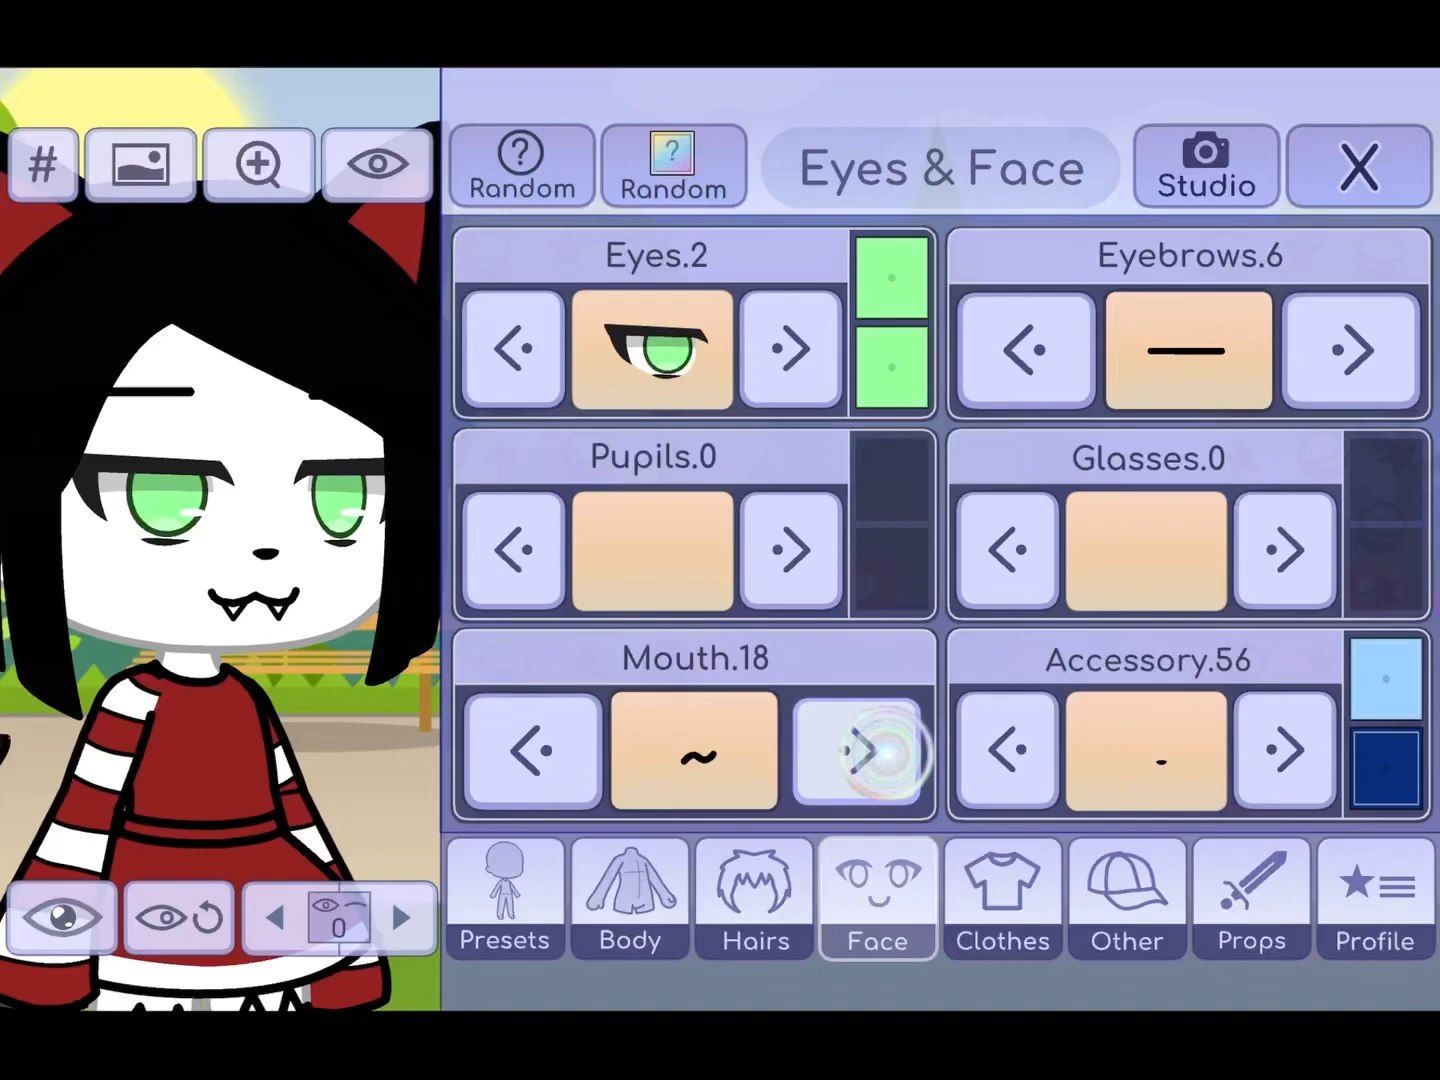 #
? Random
? Random
Eyes & Face
Studio
X
Eyes.2
Eyebrows.6
Pupils.0
Glasses.0
Mouth.18
Accessory.56
0
Presets
Body
Hairs
Face
Clothes
Other
Props
Profile